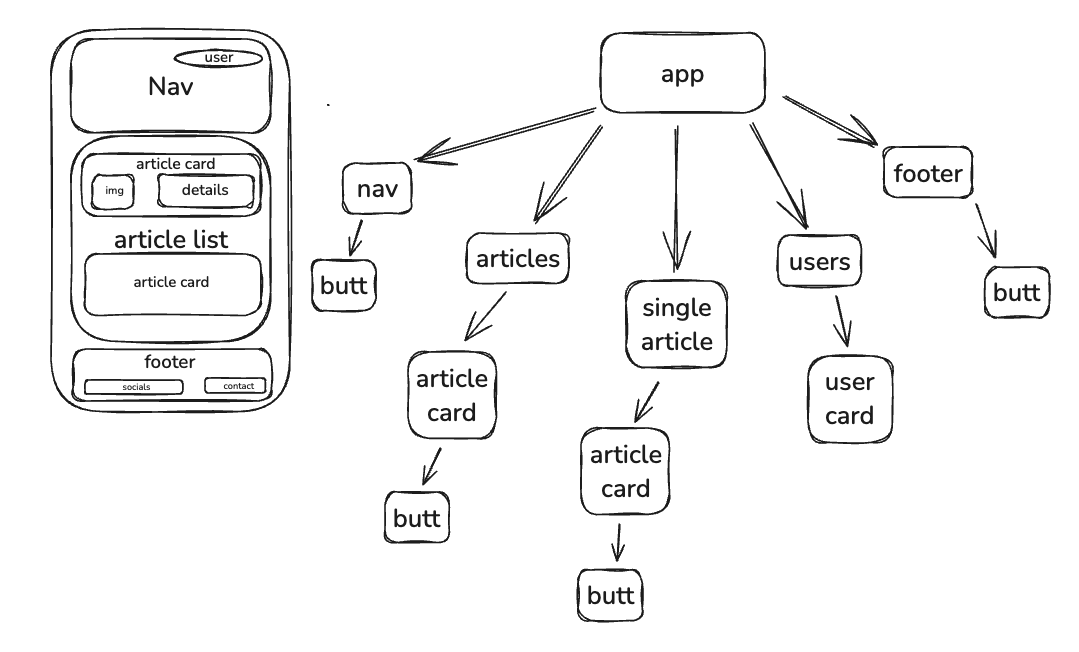 user
Nav
article card
img
details
article list
article card
footer
socials
contact
app
nav
butt
articles
article
card
butt
single
article
article
card
butt
users
user
card
footer
butt